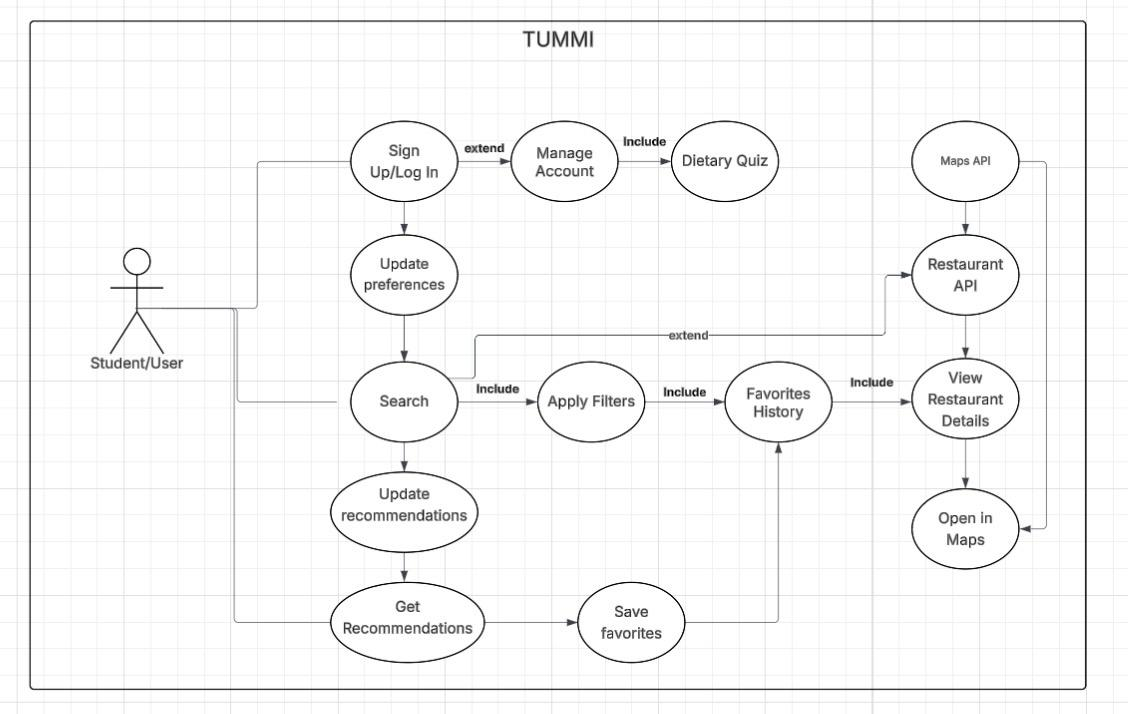 TUMMI
Sign
Up/Log In
extend
Manage
Account
Include
Dietary Quiz
Maps API
Update
preferences
Restaurant
API
Student/User
extend
Search
Include
Apply Filters
Include
Favorites
History
Include
View
Restaurant
Details
Update
recommendations
Open in
Maps
Get
Recommendations
Save
favorites